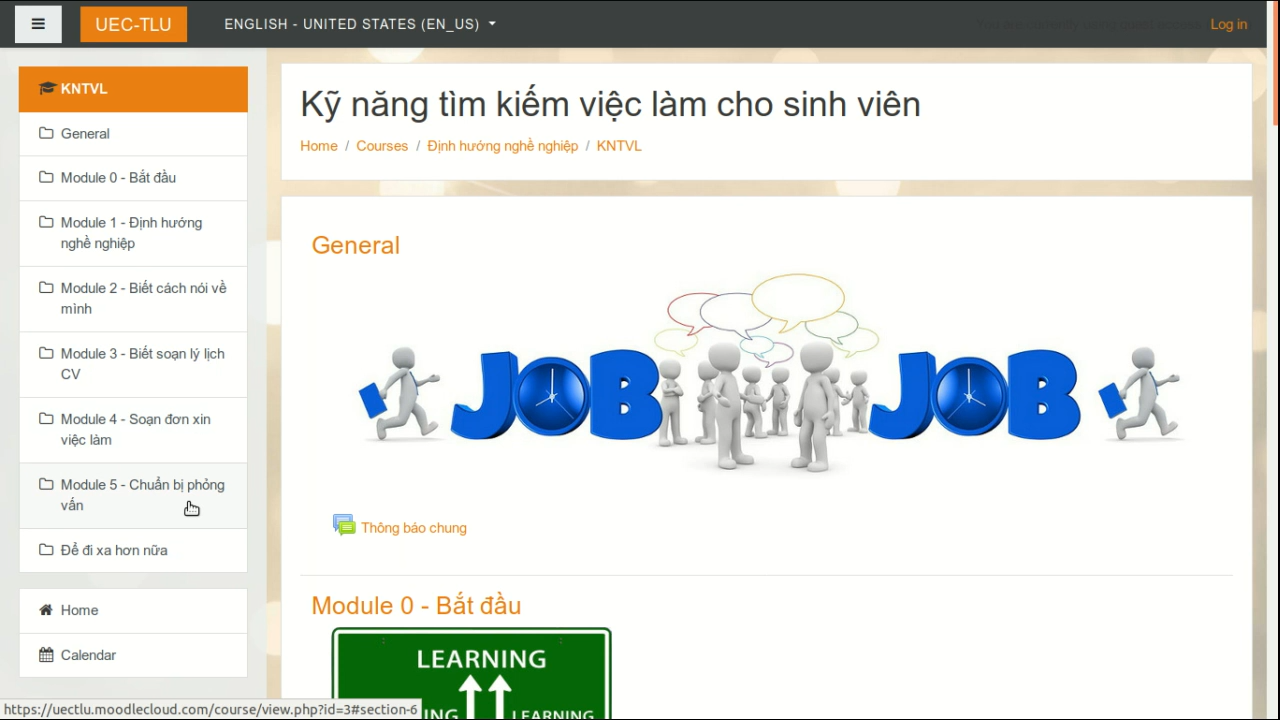 UEC-TLU
ENGLISH - UNITED STATES (EN_US)
Log in
KNTVL
General
Module 0 - Bắt đầu
Module 1 - Định hướng
nghề nghiệp
Module 2 - Biết cách nói về
mình
Module 3 - Biết soạn lý lịch
CV
Module 4 - Soạn đơn xin
việc làm
Module 5 - Chuẩn bị phỏng
vấn
Để đi xa hơn nữa
Home
Calendar
Kỹ năng tìm kiếm việc làm cho sinh viên
Home / Courses / Định hướng nghề nghiệp / KNTVL
General
JOB JOB
Thông báo chung
Module 0 - Bắt đầu
LEARNING
LEARNING
https://uectlu.moodlecloud.com/course/view.php?id=3#section-6